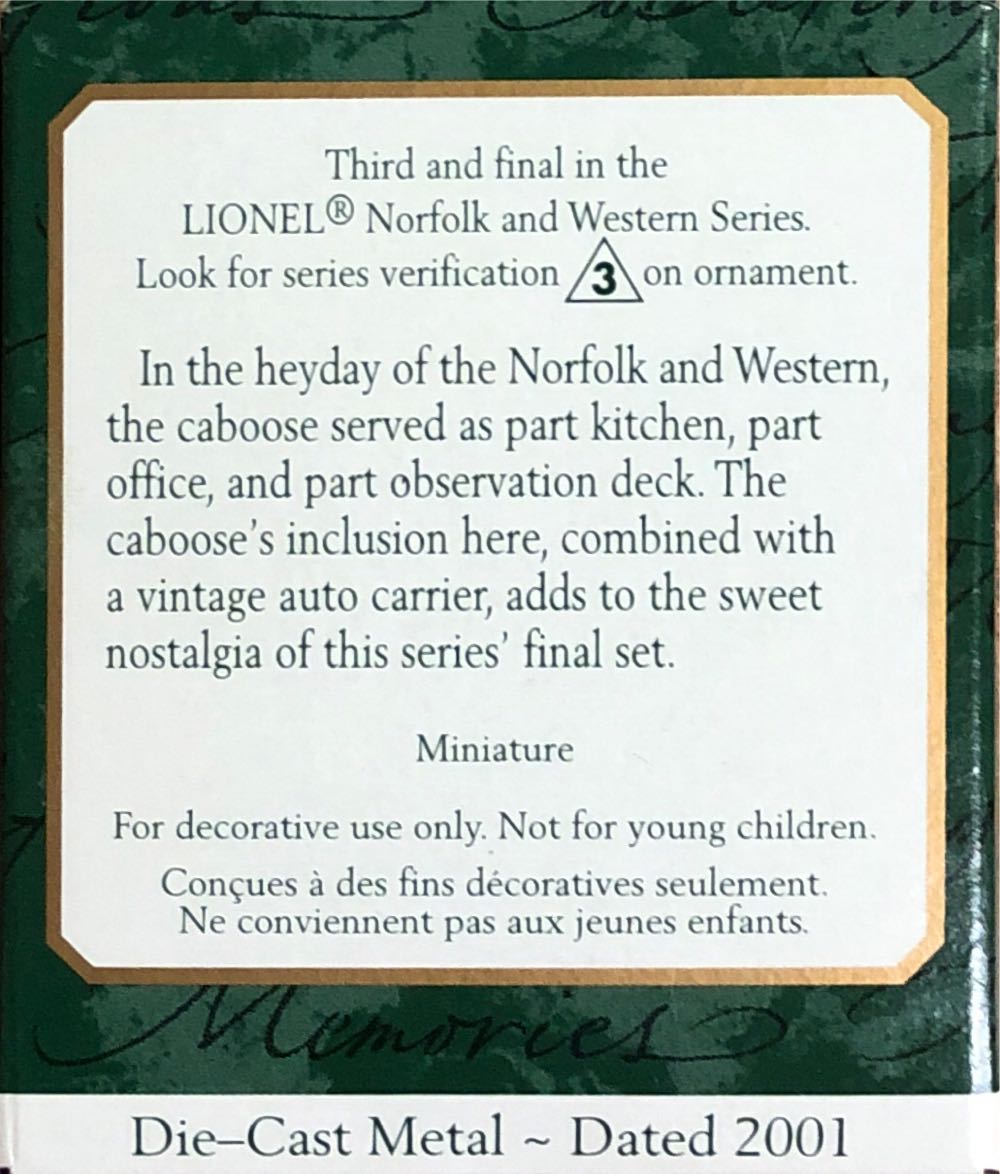 Third and final in the
LIONEL® Norfolk and Western Series.
Look for series verification 3 on ornament.
In the heyday of the Norfolk and Western,
the caboose served as part kitchen, part
office, and part observation deck. The
caboose's inclusion here, combined with
a vintage auto carrier, adds to the sweet
nostalgia of this series' final set.
Miniature
For decorative use only. Not for young children.
Conçues à des fins décoratives seulement.
Ne conviennent pas aux jeunes enfants.
Memories
Die–Cast Metal ~ Dated 2001